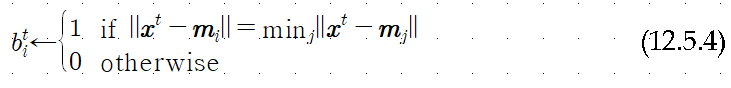 b_i^t ← { 1 if ||x^t − m_i|| = min_j ||x^t − m_j||
0 otherwise
(12.5.4)